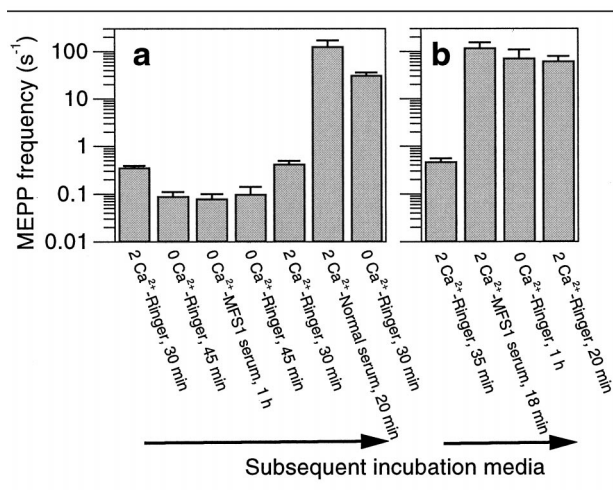 a
b
MEPP frequency (s⁻¹)
100
10
1
0.1
0.01
2 Ca²⁺-Ringer, 30 min
0 Ca²⁺-Ringer, 45 min
0 Ca²⁺-MFS1 serum, 1 h
0 Ca²⁺-Ringer, 45 min
2 Ca²⁺-Ringer, 30 min
2 Ca²⁺-Normal serum, 20 min
0 Ca²⁺-Ringer, 30 min
2 Ca²⁺-Ringer, 35 min
2 Ca²⁺-MFS1 serum, 18 min
0 Ca²⁺-Ringer, 1 h
2 Ca²⁺-Ringer, 20 min
Subsequent incubation media